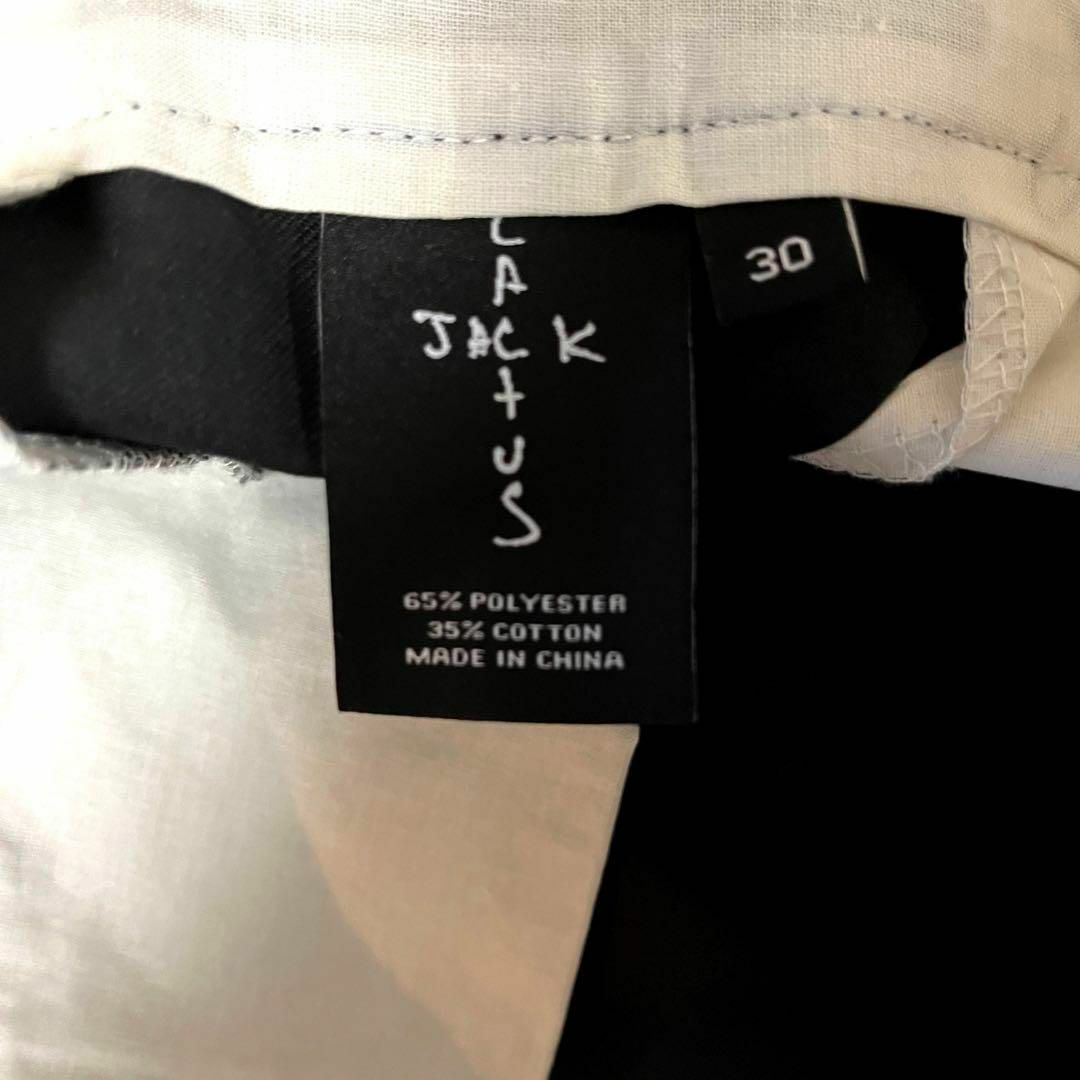 C
A
JACK
T
U
S
30
65% POLYESTER
35% COTTON
MADE IN CHINA